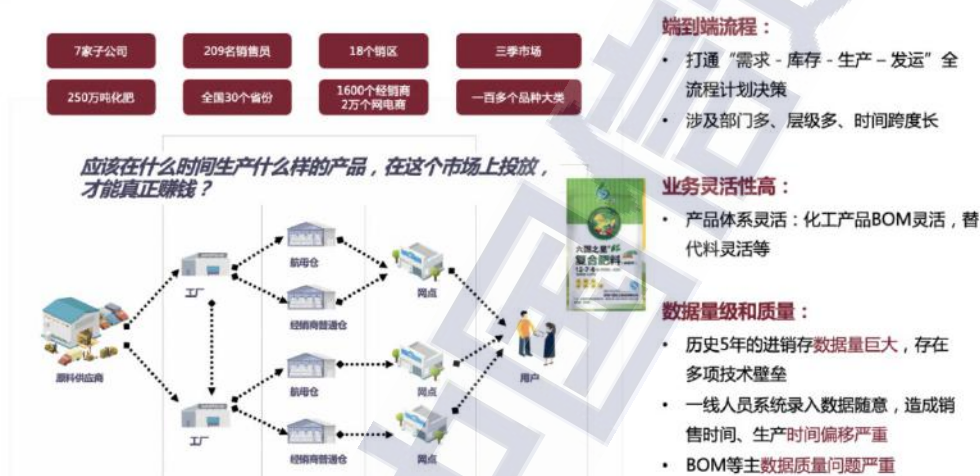 7家子公司
209名销售员
18个销区
三季市场
250万吨化肥
全国30个省份
1600个经销商
2万个网电商
一百多个品种大类
应该在什么时间生产什么样的产品，在这个市场上投放，
才能真正赚钱？
原料供应商
工厂
工厂
航母仓
经销商普通仓
航母仓
经销商普通仓
网点
网点
网点
用户
复合肥料
端到端流程：
• 打通“需求 - 库存 - 生产 – 发运”全
流程计划决策
• 涉及部门多、层级多、时间跨度长
业务灵活性高：
• 产品体系灵活：化工产品BOM灵活，替
代料灵活等
数据量级和质量：
• 历史5年的进销存数据量巨大，存在
多项技术壁垒
• 一线人员系统录入数据随意，造成销
售时间、生产时间偏移严重
• BOM等主数据质量问题严重